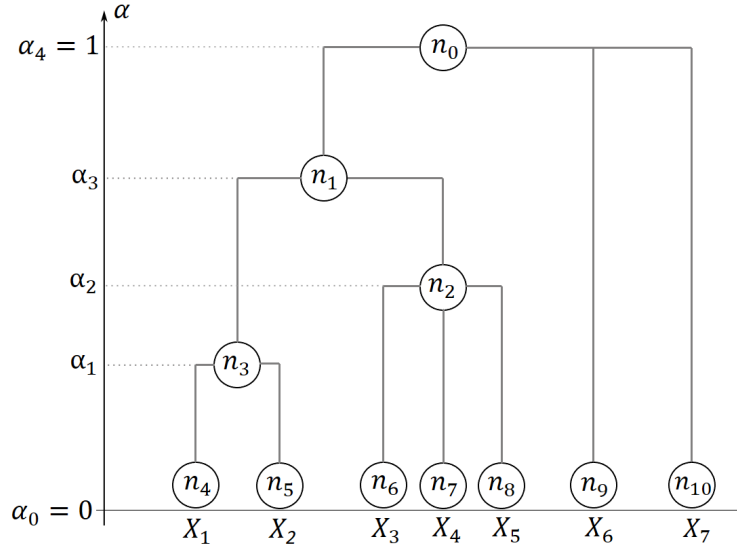 α
α₄ = 1
n₀
α₃
n₁
α₂
n₂
α₁
n₃
n₄ n₅ n₆ n₇ n₈ n₉ n₁₀
α₀ = 0
X₁ X₂ X₃ X₄ X₅ X₆ X₇